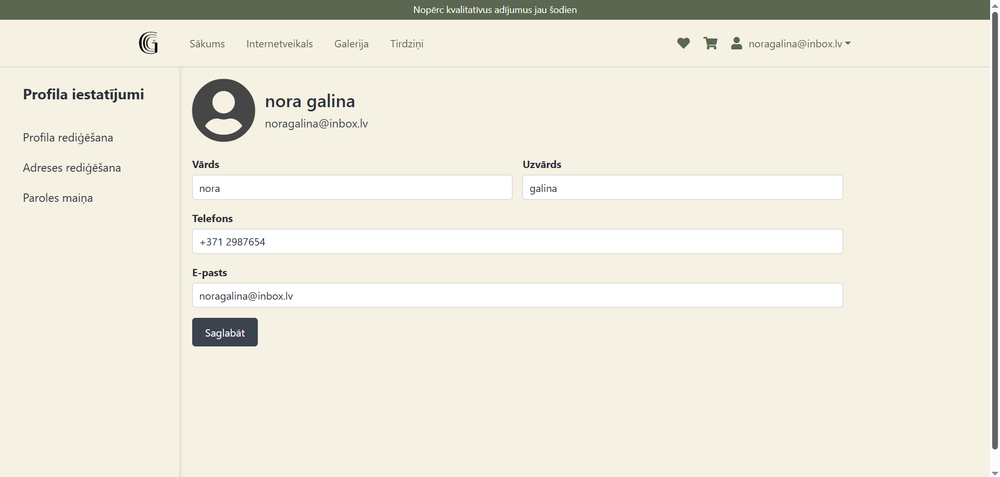 Nopērc kvalitatīvus adījumus jau šodien
Sākums Internetveikals Galerija Tirdziņi noragalina@inbox.lv
Profila iestatījumi
Profila rediģēšana
Adreses rediģēšana
Paroles maiņa
nora galina
noragalina@inbox.lv
Vārds Uzvārds
nora galina
Telefons
+371 2987654
E-pasts
noragalina@inbox.lv
Saglabāt